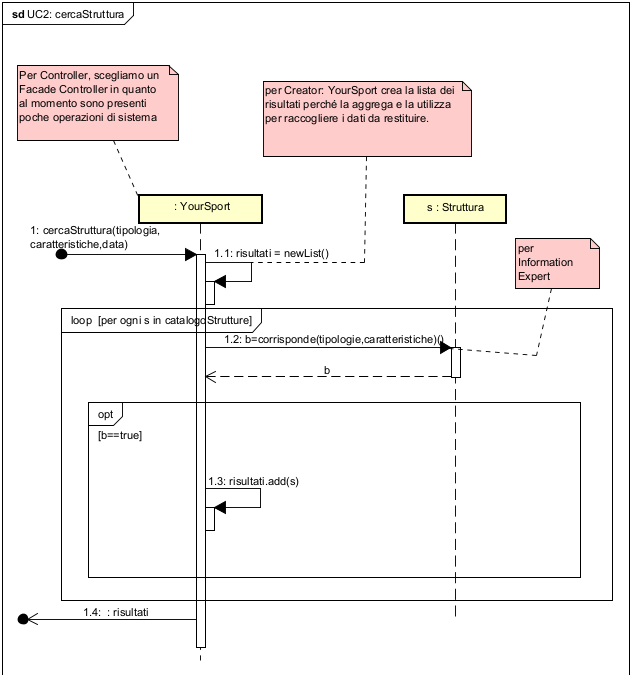 sd UC2: cercaStruttura
Per Controller, scegliamo un
Facade Controller in quanto
al momento sono presenti
poche operazioni di sistema
per Creator: YourSport crea la lista dei
risultati perché la aggrega e la utilizza
per raccogliere i dati da restituire.
: YourSport
s : Struttura
1: cercaStruttura(tipologia,
caratteristiche,data)
1.1: risultati = newList()
per
Information
Expert
loop [per ogni s in catalogoStrutture]
1.2: b=corrisponde(tipologie,caratteristiche)()
b
opt
[b==true]
1.3: risultati.add(s)
1.4: : risultati